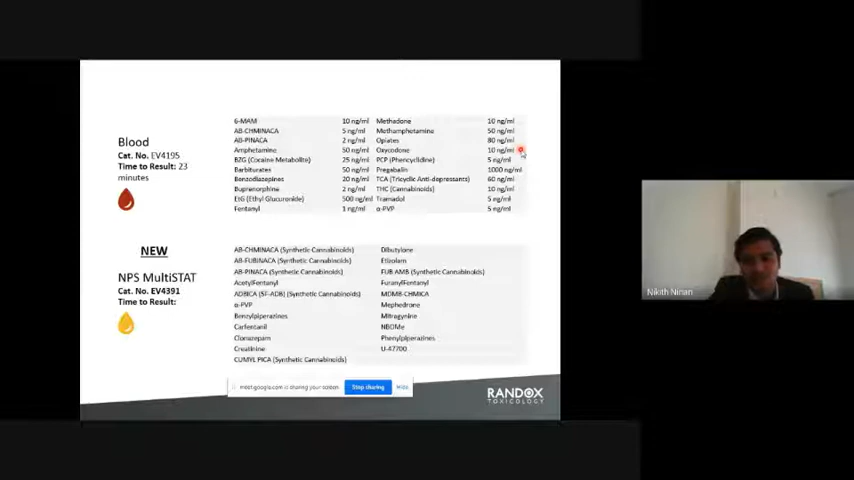 Blood
Cat. No. EV4195
Time to Result: 23
minutes
6-MAM 10 ng/ml Methadone 10 ng/ml
AB-CHMINACA 5 ng/ml Methamphetamine 50 ng/ml
AB-PINACA 2 ng/ml Opiates 80 ng/ml
Amphetamine 50 ng/ml Oxycodone 10 ng/ml
BZG (Cocaine Metabolite) 25 ng/ml PCP (Phencyclidine) 5 ng/ml
Barbiturates 50 ng/ml Pregabalin 1000 ng/ml
Benzodiazepines 20 ng/ml TCA (Tricyclic Anti-depressants) 60 ng/ml
Buprenorphine 2 ng/ml THC (Cannabinoids) 10 ng/ml
EtG (Ethyl Glucuronide) 500 ng/ml Tramadol 5 ng/ml
Fentanyl 1 ng/ml α-PVP 5 ng/ml
NEW
NPS MultiSTAT
Cat. No. EV4391
Time to Result:
AB-CHMINACA (Synthetic Cannabinoids) Dibutylone
AB-FUBINACA (Synthetic Cannabinoids) Etizolam
AB-PINACA (Synthetic Cannabinoids) FUB AMB (Synthetic Cannabinoids)
AcetylFentanyl FuranylFentanyl
ADBICA (5F-ADB) (Synthetic Cannabinoids) MDMB-CHMICA
α-PVP Mephedrone
Benzylpiperazines Mitragynine
Carfentanil NBOMe
Clonazepam Phenylpiperazines
Creatinine U-47700
CUMYL PICA (Synthetic Cannabinoids)
meet.google.com is sharing your screen Stop sharing Hide
RANDOX
TOXICOLOGY
Nikith Ninan